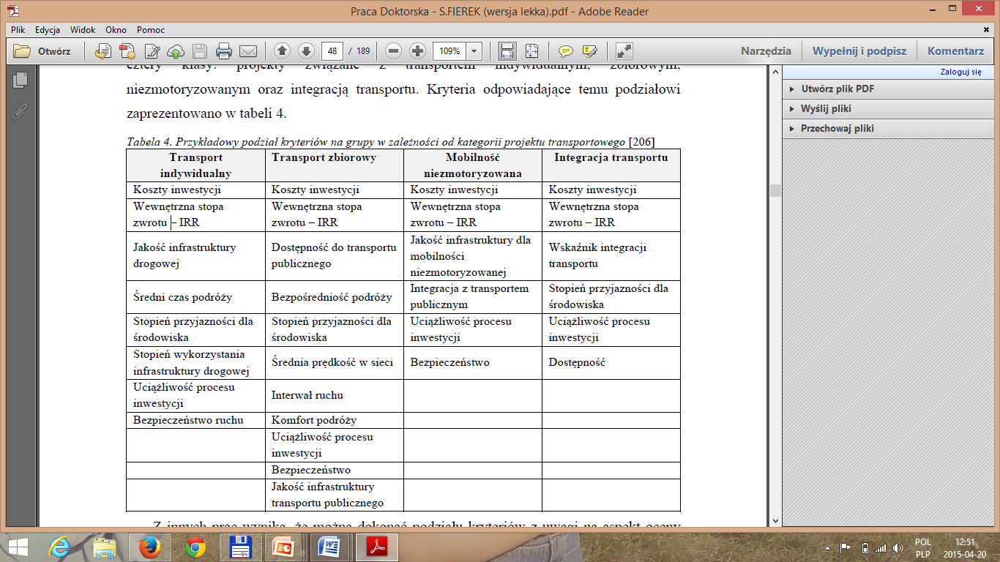 Praca Doktorska - S.FIEREK (wersja lekka).pdf - Adobe Reader
Plik Edycja Widok Okno Pomoc
Otwórz 48 / 189 109% Narzędzia Wypełnij i podpisz Komentarz
Zaloguj się
Utwórz plik PDF
Wyślij pliki
Przechowaj pliki
cztery klasy: projekty związane z transportem indywidualnym, zbiorowym,
niezmotoryzowanym oraz integracją transportu. Kryteria odpowiadające temu podziałowi
zaprezentowano w tabeli 4.
Tabela 4. Przykładowy podział kryteriów na grupy w zależności od kategorii projektu transportowego [206]
Transport indywidualny Transport zbiorowy Mobilność niezmotoryzowana Integracja transportu
Koszty inwestycji Koszty inwestycji Koszty inwestycji Koszty inwestycji
Wewnętrzna stopa Wewnętrzna stopa Wewnętrzna stopa Wewnętrzna stopa
zwrotu – IRR zwrotu – IRR zwrotu – IRR zwrotu – IRR
Jakość infrastruktury drogowej Dostępność do transportu publicznego Jakość infrastruktury dla mobilności niezmotoryzowanej Wskaźnik integracji transportu
Średni czas podróży Bezpośredniość podróży Integracja z transportem publicznym Stopień przyjazności dla środowiska
Stopień przyjazności dla środowiska Stopień przyjazności dla środowiska Uciążliwość procesu inwestycji Uciążliwość procesu inwestycji
Stopień wykorzystania infrastruktury drogowej Średnia prędkość w sieci Bezpieczeństwo Dostępność
Uciążliwość procesu inwestycji Interwał ruchu
Bezpieczeństwo ruchu Komfort podróży
Uciążliwość procesu
inwestycji
Bezpieczeństwo
Jakość infrastruktury
transportu publicznego
Z innych prac wynika, że można dokonać podziału kryteriów z uwagi na aspekt oceny
POL 12:51
PLP 2015-04-20